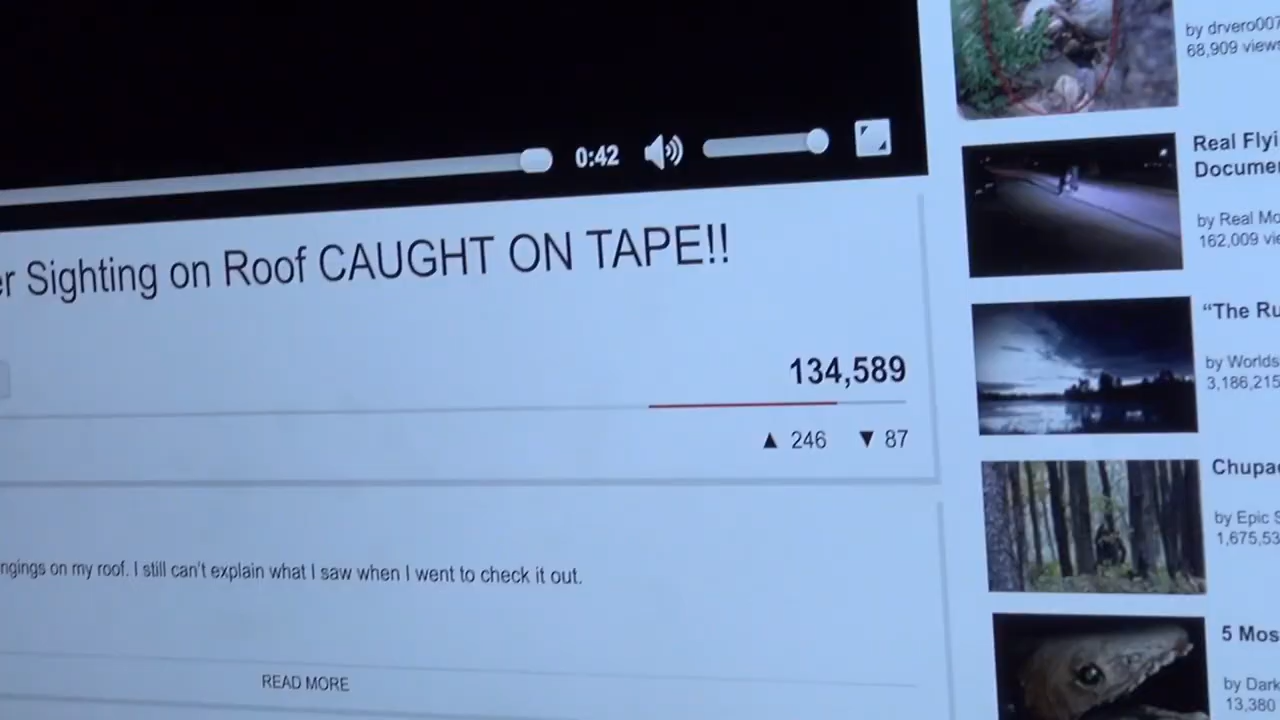 by drvero007
68,909 views
0:42
Real Flyi
Documen
by Real Mo
162,009 vie
er Sighting on Roof CAUGHT ON TAPE!!
“The Ru
by Worlds
3,186,215
134,589
▲ 246 ▼ 87
Chupac
by Epic S
1,675,53
ngings on my roof. I still can't explain what I saw when I went to check it out.
5 Mos
by Dark
13,380
READ MORE